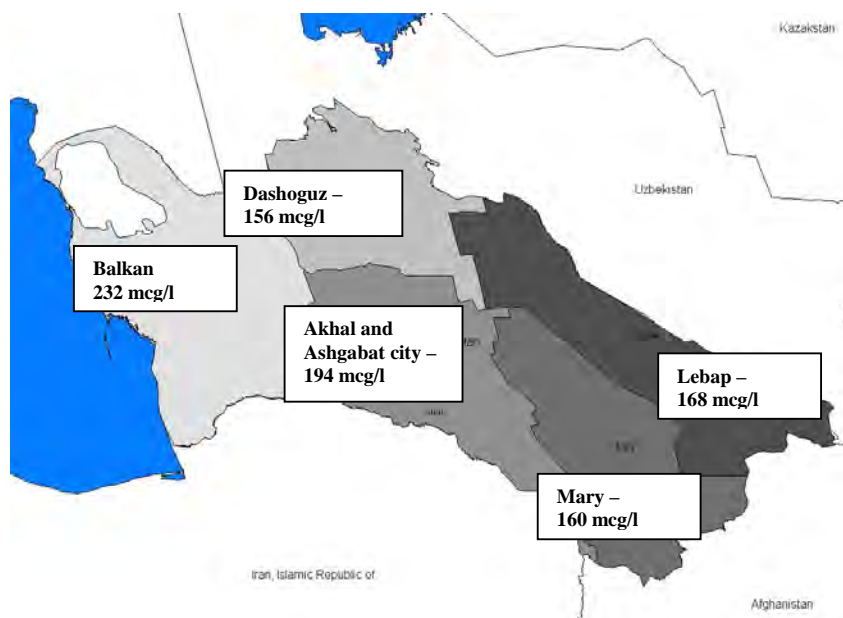 Kazakstan
Uzbekistan
Dashoguz –
156 mcg/l
Balkan
232 mcg/l
Akhal and
Ashgabat city –
194 mcg/l
Lebap –
168 mcg/l
Mary –
160 mcg/l
Iran, Islamic Republic of
Afghanistan